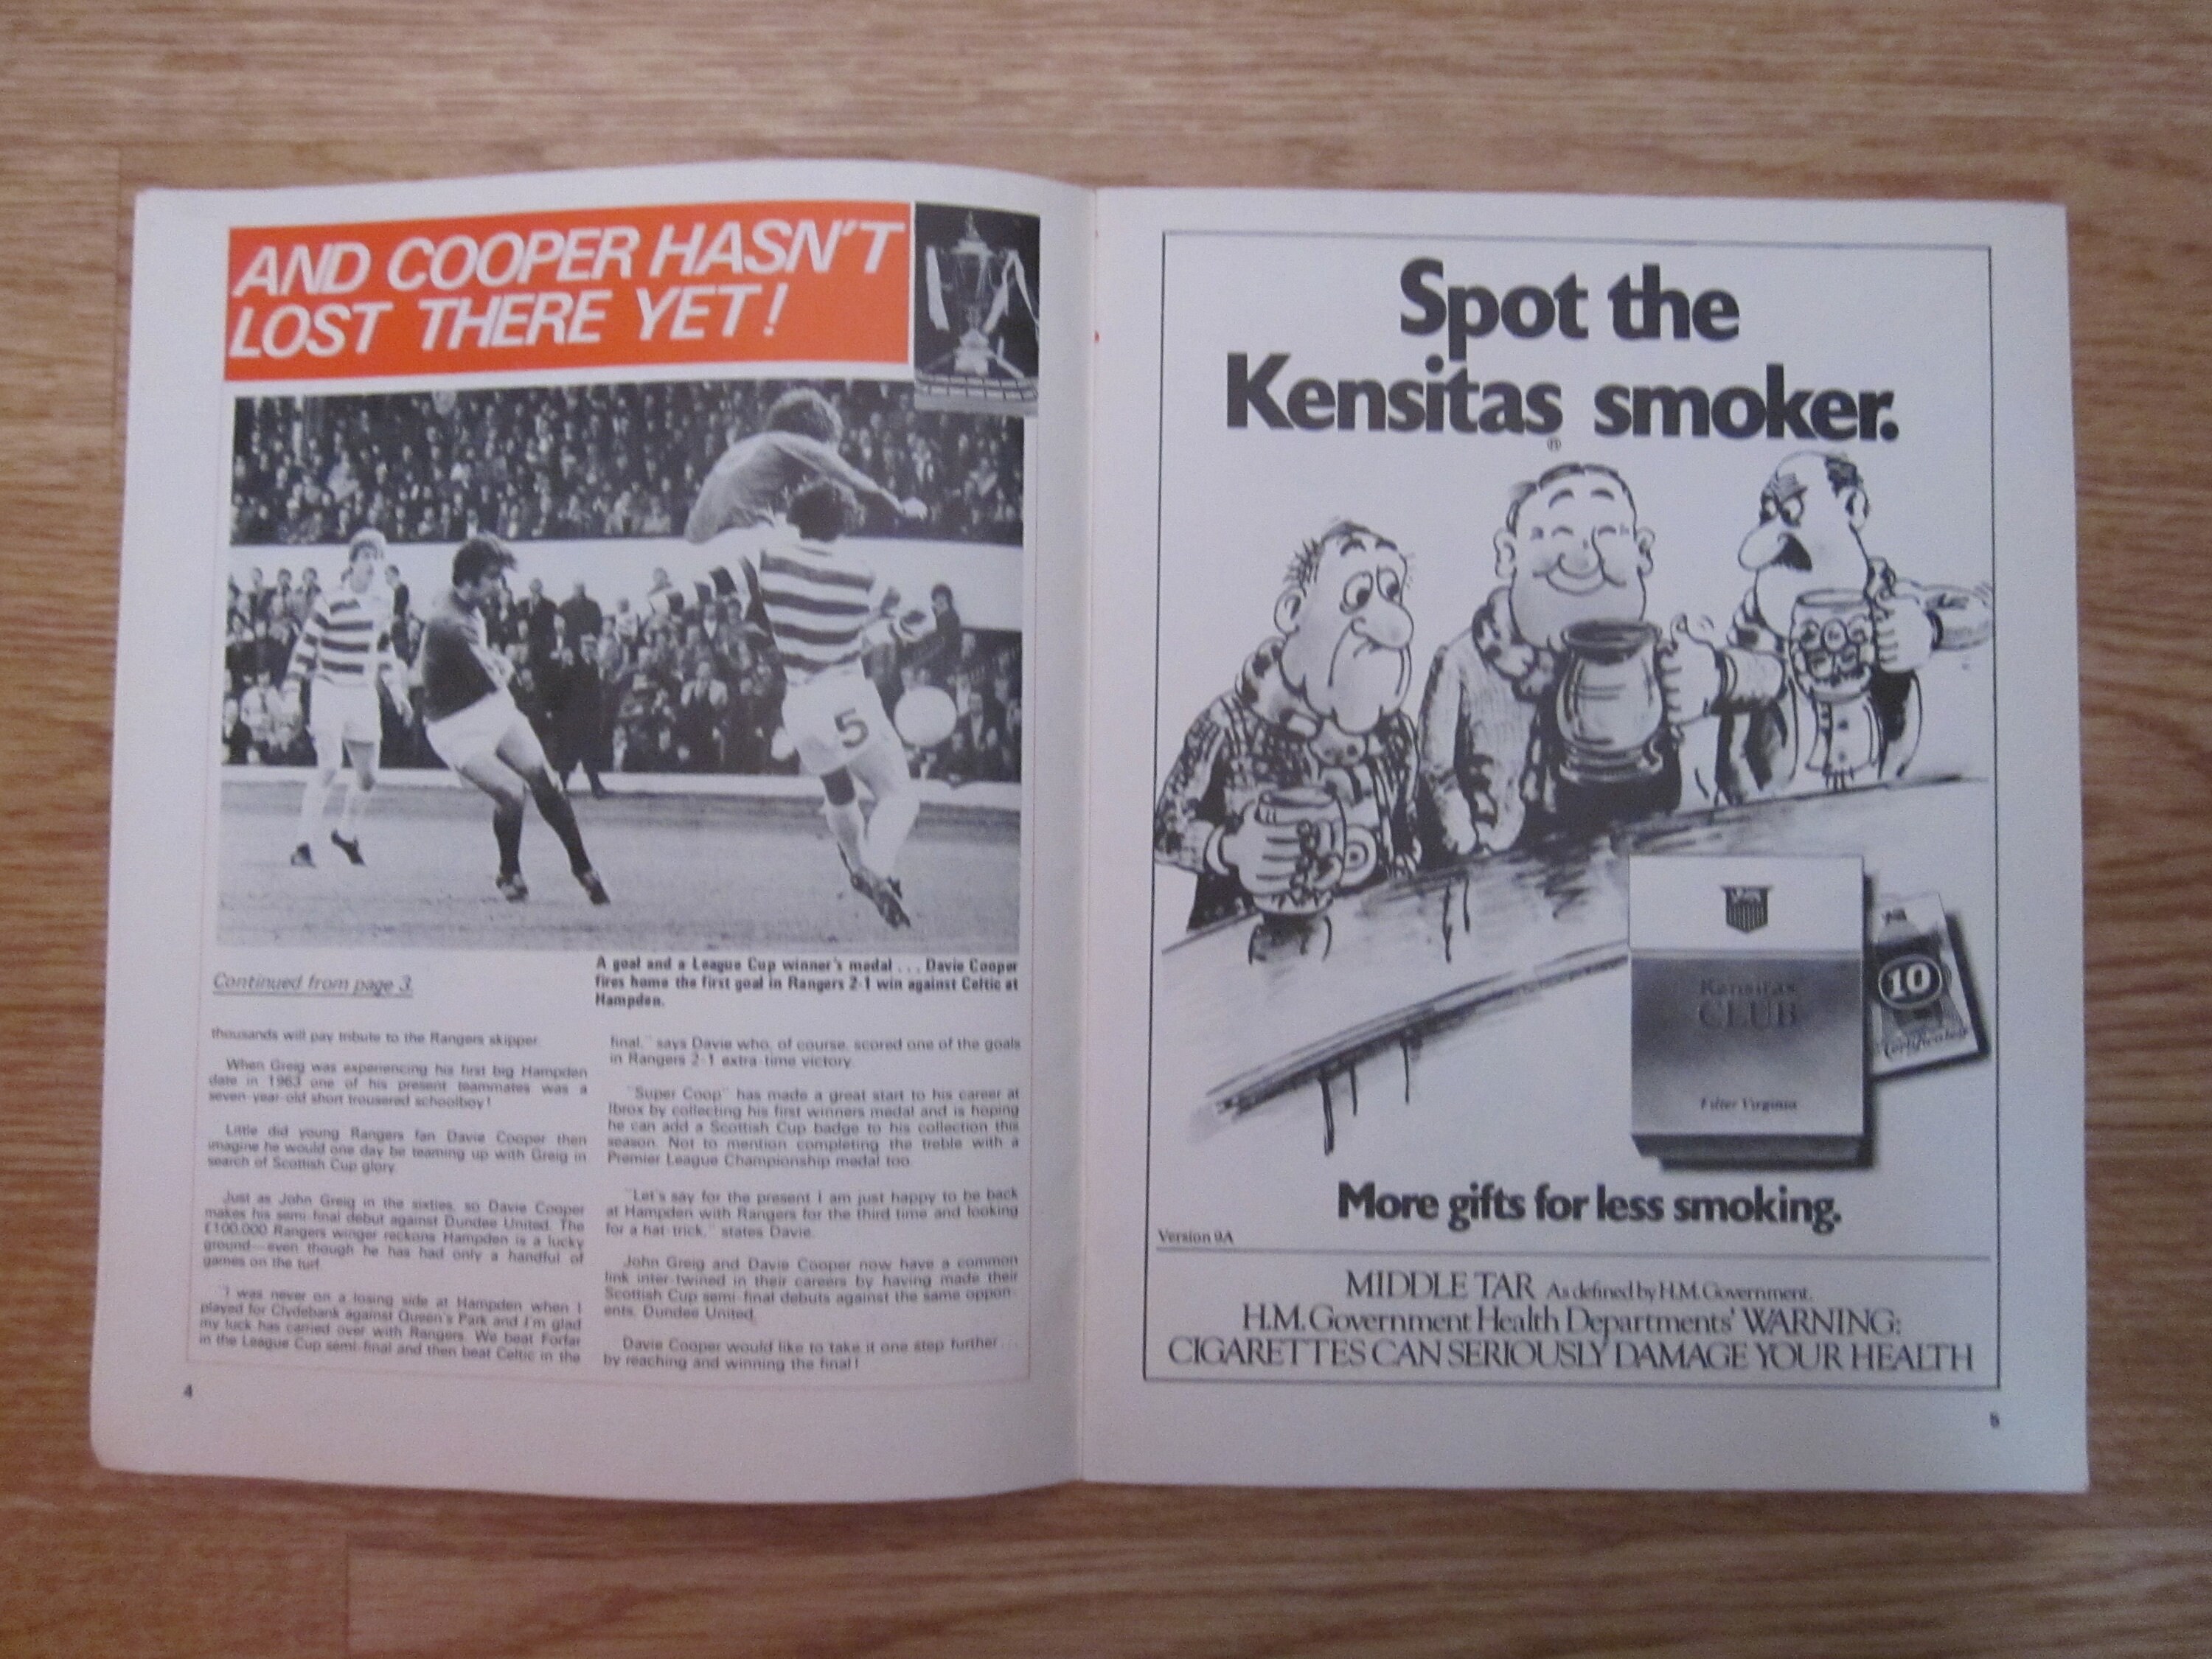 AND COOPER HASN'T
LOST THERE YET!
5
Continued from page 3.
A goal and a League Cup winner's medal . . . Davie Cooper
fires home the first goal in Rangers 2-1 win against Celtic at
Hampden.
thousands will pay tribute to the Rangers skipper.
When Greig was experiencing his first big Hampden
date in 1963 one of his present teammates was a
seven-year-old short trousered schoolboy!
Little did young Rangers fan Davie Cooper then
imagine he would one day be teaming up with Greig in
search of Scottish Cup glory.
Just as John Greig in the sixties, so Davie Cooper
makes his semi-final debut against Dundee United. The
£100,000 Rangers winger reckons Hampden is a lucky
ground—even though he has had only a handful of
games on the turf.
"I was never on a losing side at Hampden when I
played for Clydebank against Queen's Park and I'm glad
my luck has carried over with Rangers. We beat Forfar
in the League Cup semi-final and then beat Celtic in the
final," says Davie who, of course, scored one of the goals
in Rangers 2-1 extra-time victory.
"Super Coop" has made a great start to his career at
Ibrox by collecting his first winners medal and is hoping
he can add a Scottish Cup badge to his collection this
season. Not to mention completing the treble with a
Premier League Championship medal too.
"Let's say for the present I am just happy to be back
at Hampden with Rangers for the third time and looking
for a hat-trick," states Davie.
John Greig and Davie Cooper now have a common
link inter-twined in their careers by having made their
Scottish Cup semi-final debuts against the same oppon-
ents, Dundee United.
Davie Cooper would like to take it one step further . . .
by reaching and winning the final!
4
Spot the
Kensitas smoker.
®
Kensitas
CLUB
Filter Virginia
10
Certificates
More gifts for less smoking.
Version 9A
MIDDLE TAR As defined by H.M. Government.
H.M. Government Health Departments' WARNING:
CIGARETTES CAN SERIOUSLY DAMAGE YOUR HEALTH
5